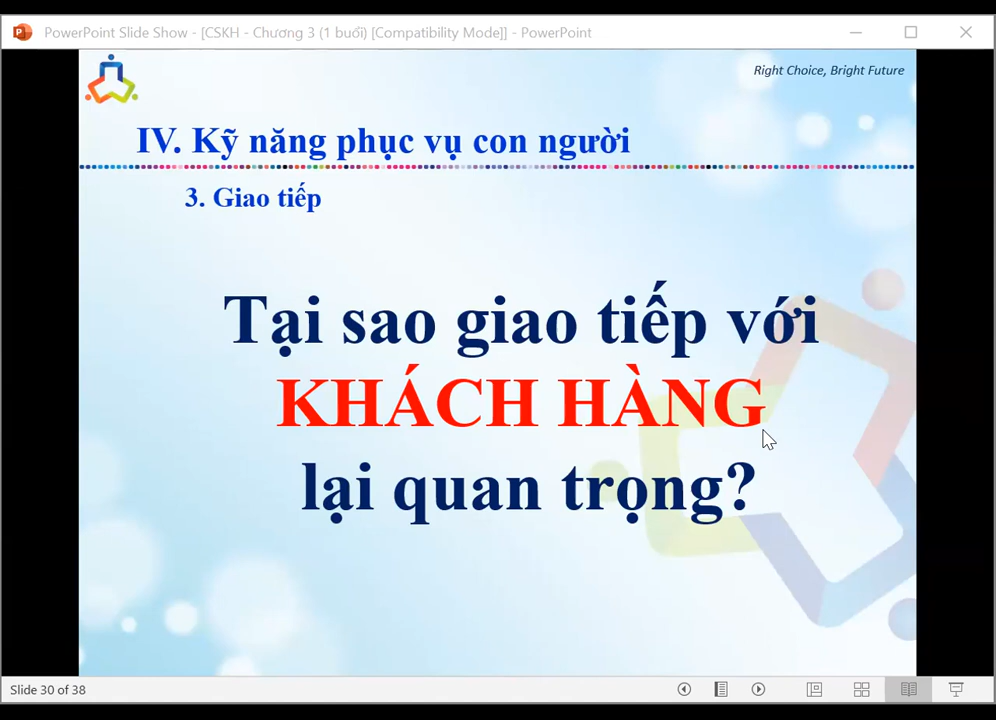 PowerPoint Slide Show - [CSKH - Chương 3 (1 buổi) [Compatibility Mode]] - PowerPoint
Right Choice, Bright Future
IV. Kỹ năng phục vụ con người
3. Giao tiếp
Tại sao giao tiếp với
KHÁCH HÀNG
lại quan trọng?
Slide 30 of 38